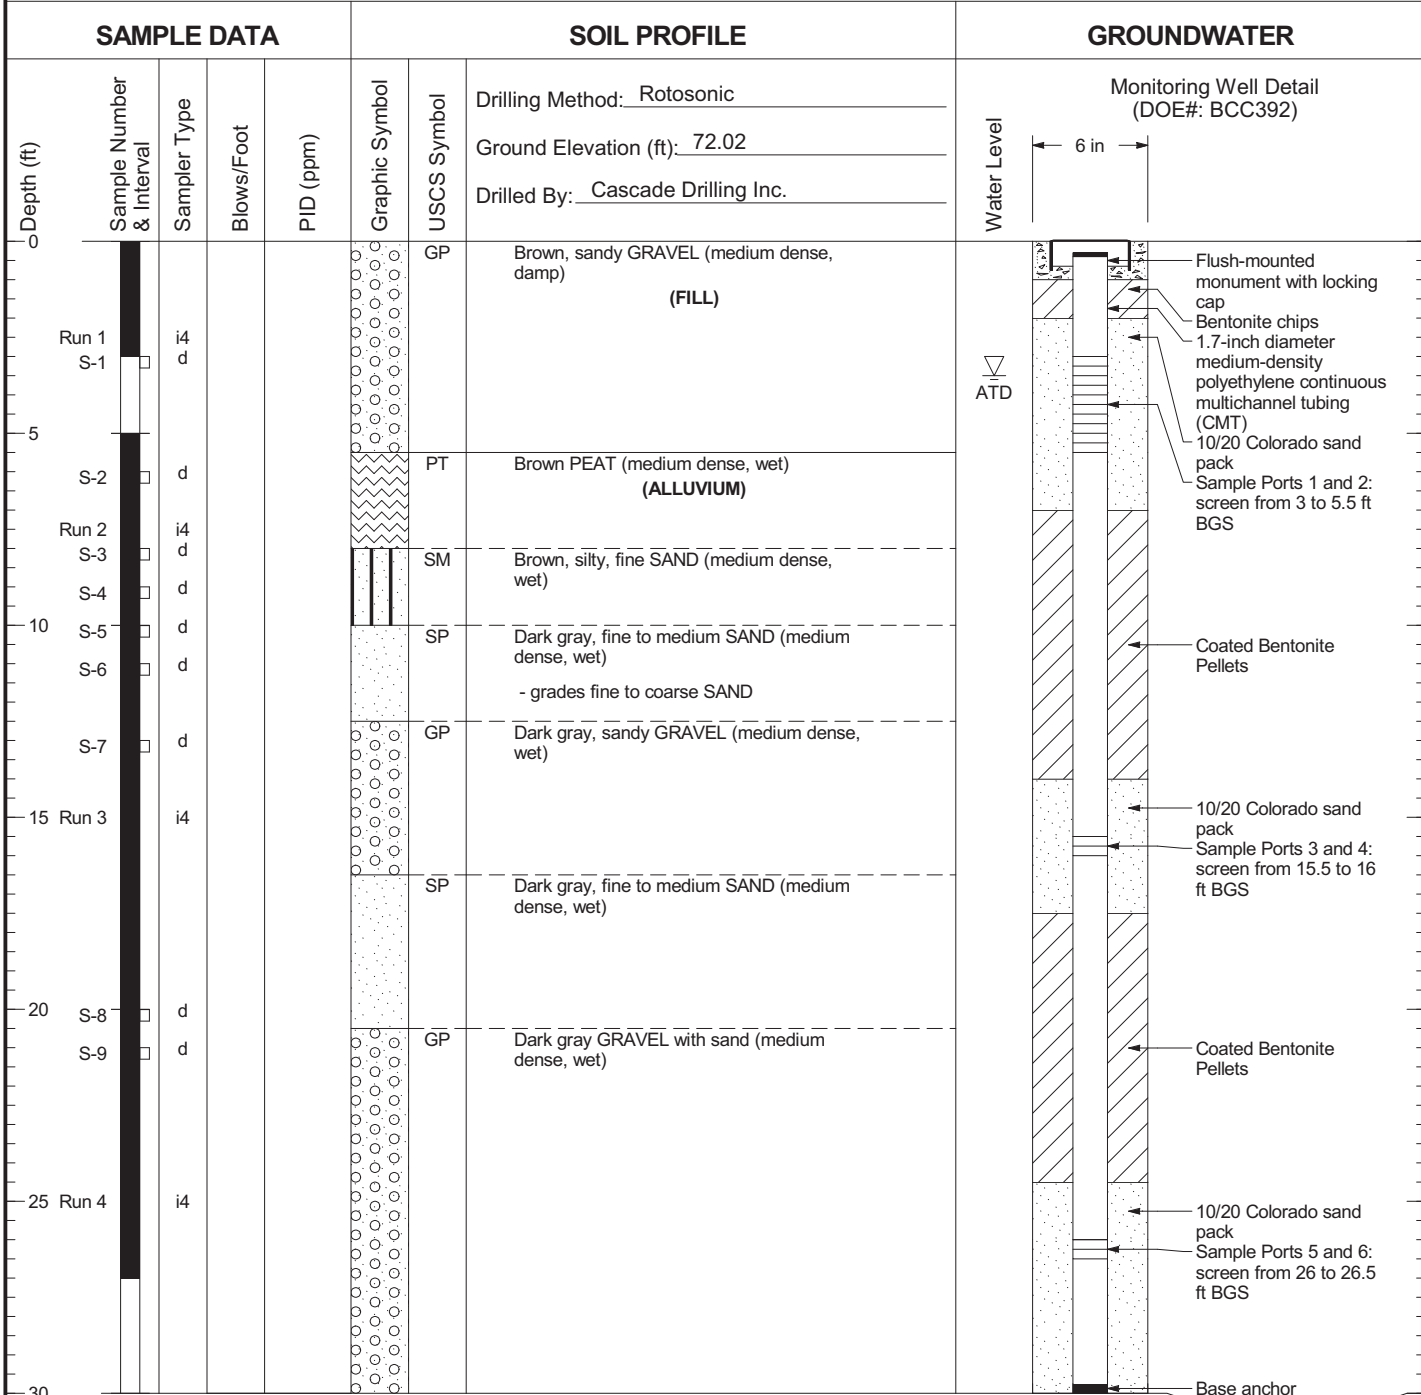 SAMPLE DATA
SOIL PROFILE
GROUNDWATER
Depth (ft)
Sample Number
& Interval
Sampler Type
Blows/Foot
PID (ppm)
Graphic Symbol
USCS Symbol
Drilling Method: Rotosonic
Ground Elevation (ft): 72.02
Drilled By: Cascade Drilling Inc.
Water Level
Monitoring Well Detail
(DOE#: BCC392)
6 in
0
5
10
15
20
25
30
Run 1
S-1
S-2
Run 2
S-3
S-4
S-5
S-6
S-7
Run 3
S-8
S-9
Run 4
i4
d
d
i4
d
d
d
d
d
i4
d
d
i4
GP
Brown, sandy GRAVEL (medium dense,
damp)
(FILL)
PT
Brown PEAT (medium dense, wet)
(ALLUVIUM)
SM
Brown, silty, fine SAND (medium dense,
wet)
SP
Dark gray, fine to medium SAND (medium
dense, wet)
- grades fine to coarse SAND
GP
Dark gray, sandy GRAVEL (medium dense,
wet)
SP
Dark gray, fine to medium SAND (medium
dense, wet)
GP
Dark gray GRAVEL with sand (medium
dense, wet)
ATD
Flush-mounted
monument with locking
cap
Bentonite chips
1.7-inch diameter
medium-density
polyethylene continuous
multichannel tubing
(CMT)
10/20 Colorado sand
pack
Sample Ports 1 and 2:
screen from 3 to 5.5 ft
BGS
Coated Bentonite
Pellets
10/20 Colorado sand
pack
Sample Ports 3 and 4:
screen from 15.5 to 16
ft BGS
Coated Bentonite
Pellets
10/20 Colorado sand
pack
Sample Ports 5 and 6:
screen from 26 to 26.5
ft BGS
Base anchor